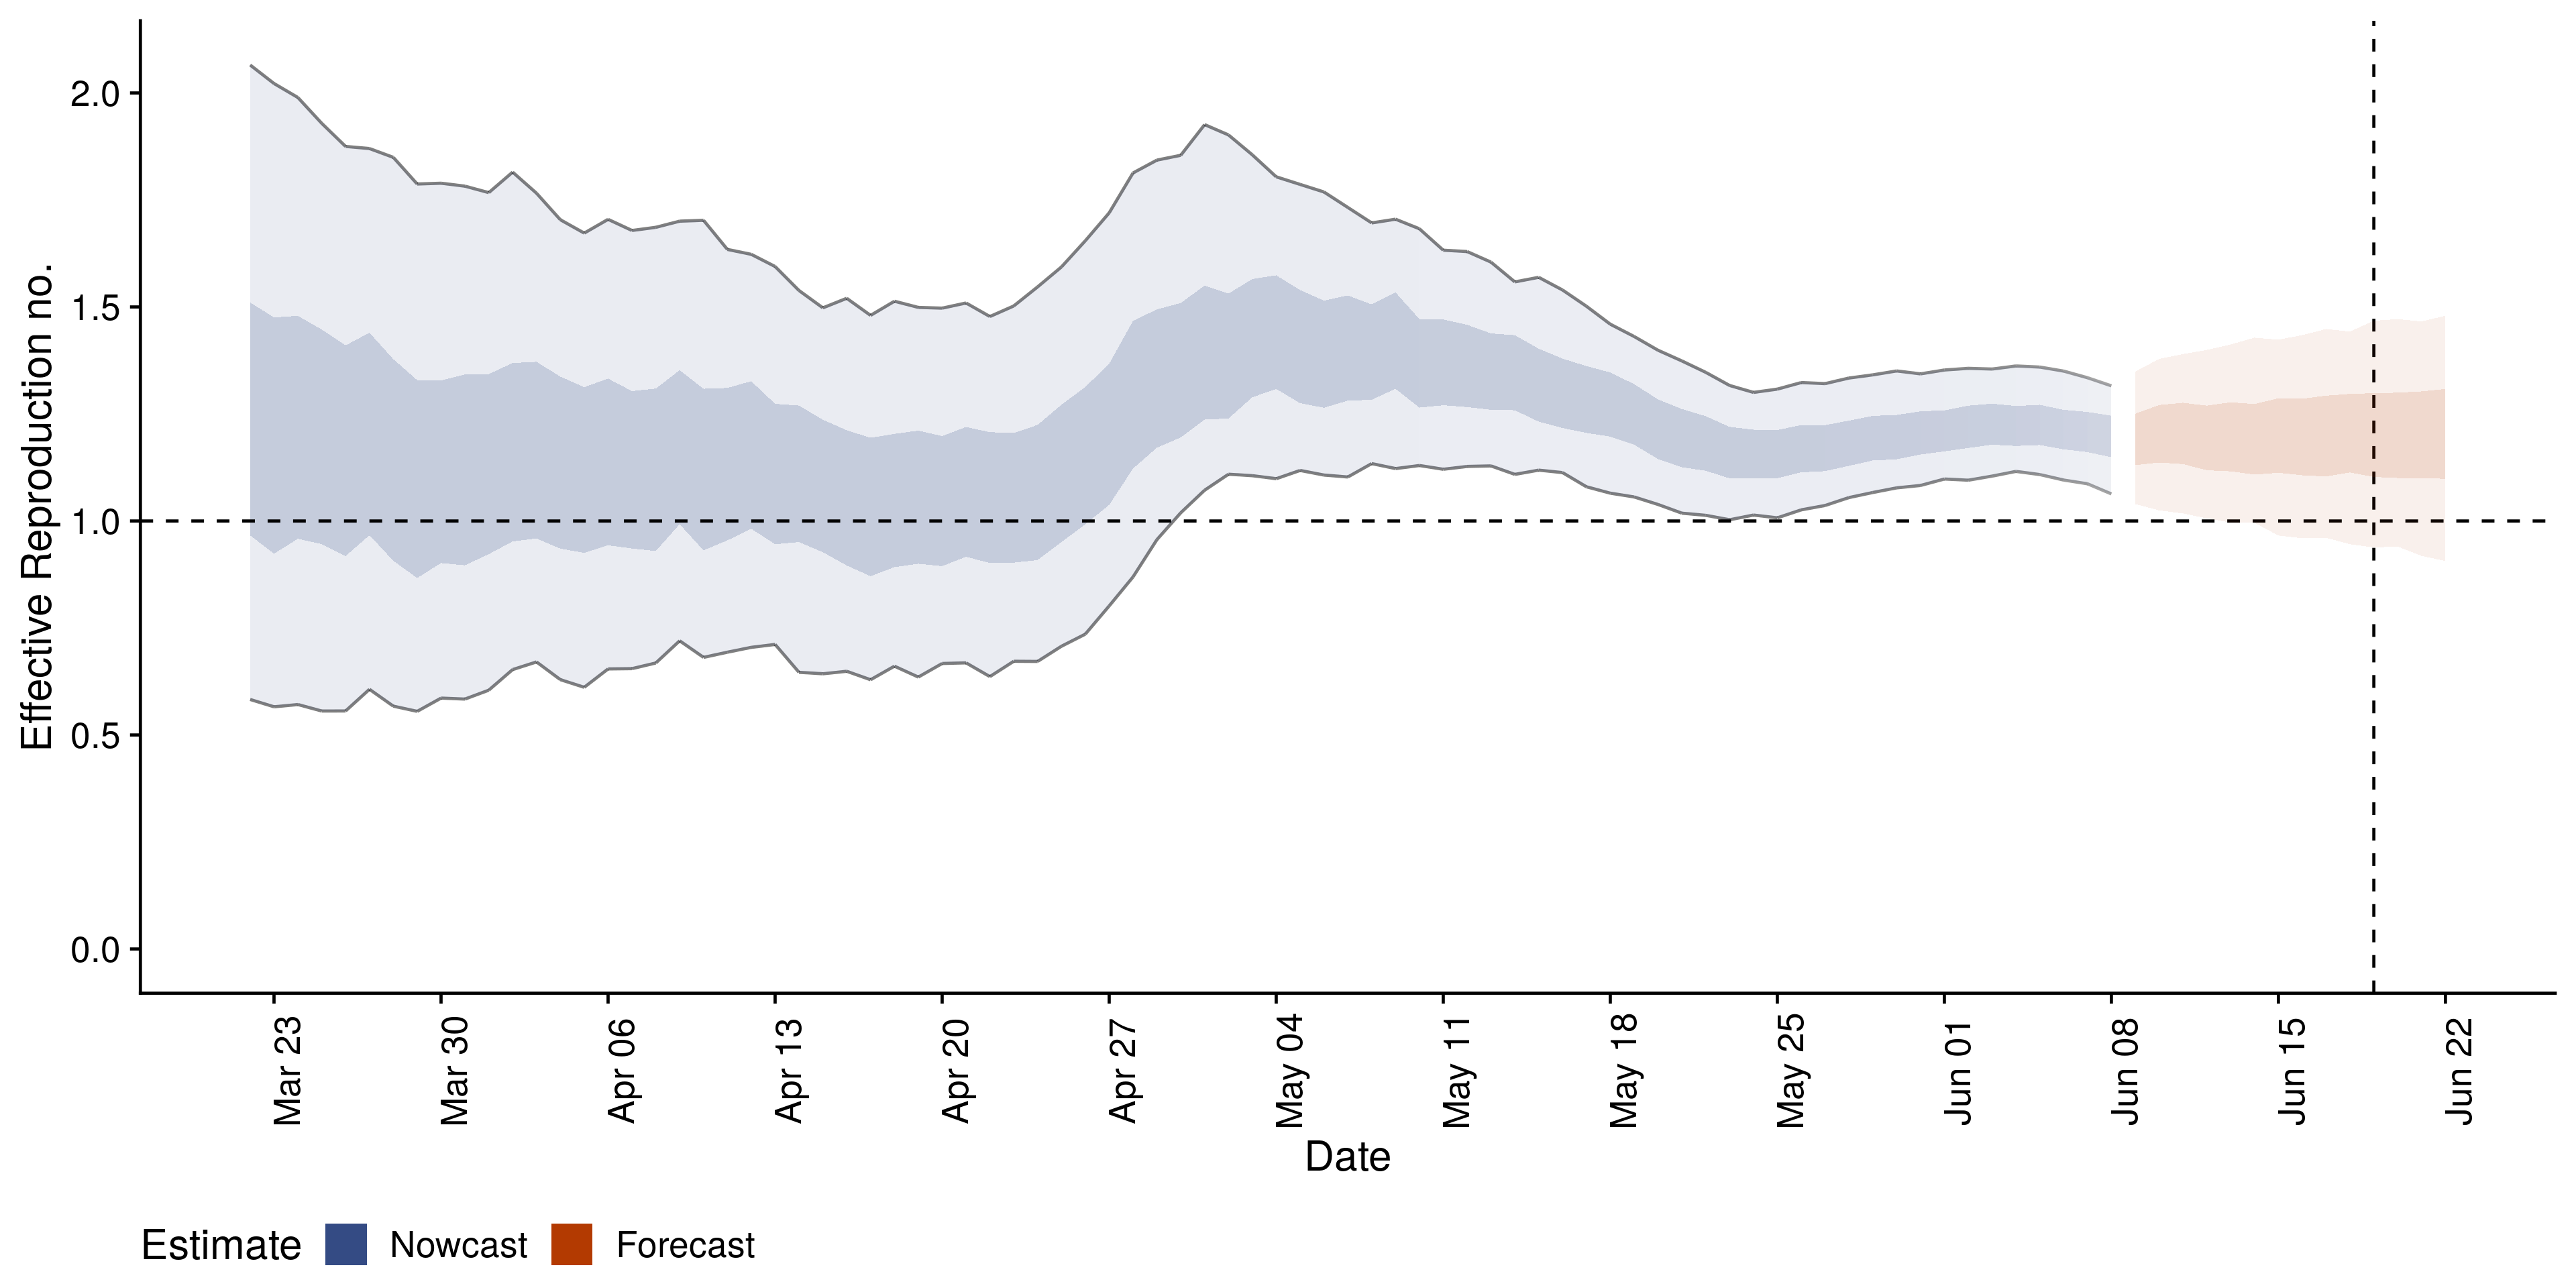 Effective Reproduction no.
2.0
1.5
1.0
0.5
0.0
Mar 23
Mar 30
Apr 06
Apr 13
Apr 20
Apr 27
May 04
May 11
May 18
May 25
Jun 01
Jun 08
Jun 15
Jun 22
Date
Estimate Nowcast Forecast